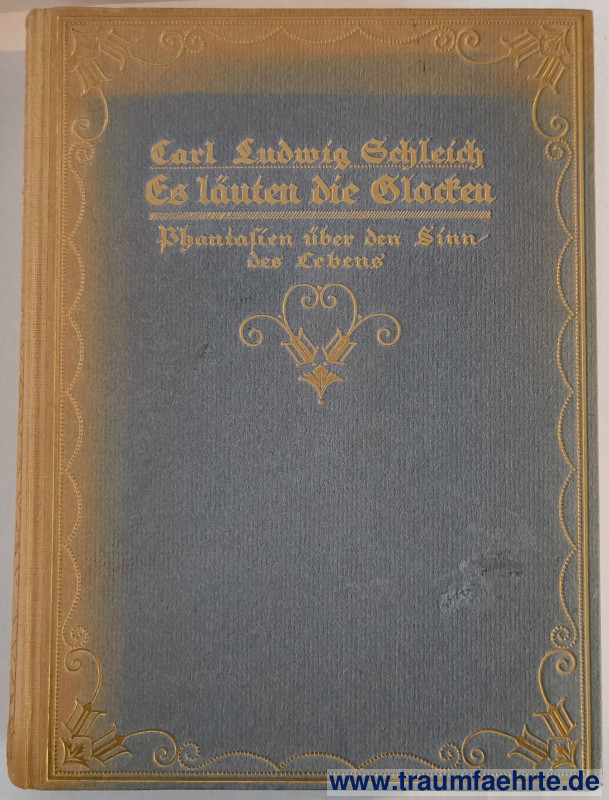 Carl Ludwig Schleich
Es läuten die Glocken
Phantasien über den Sinn
des Lebens
www.traumfaehrte.de